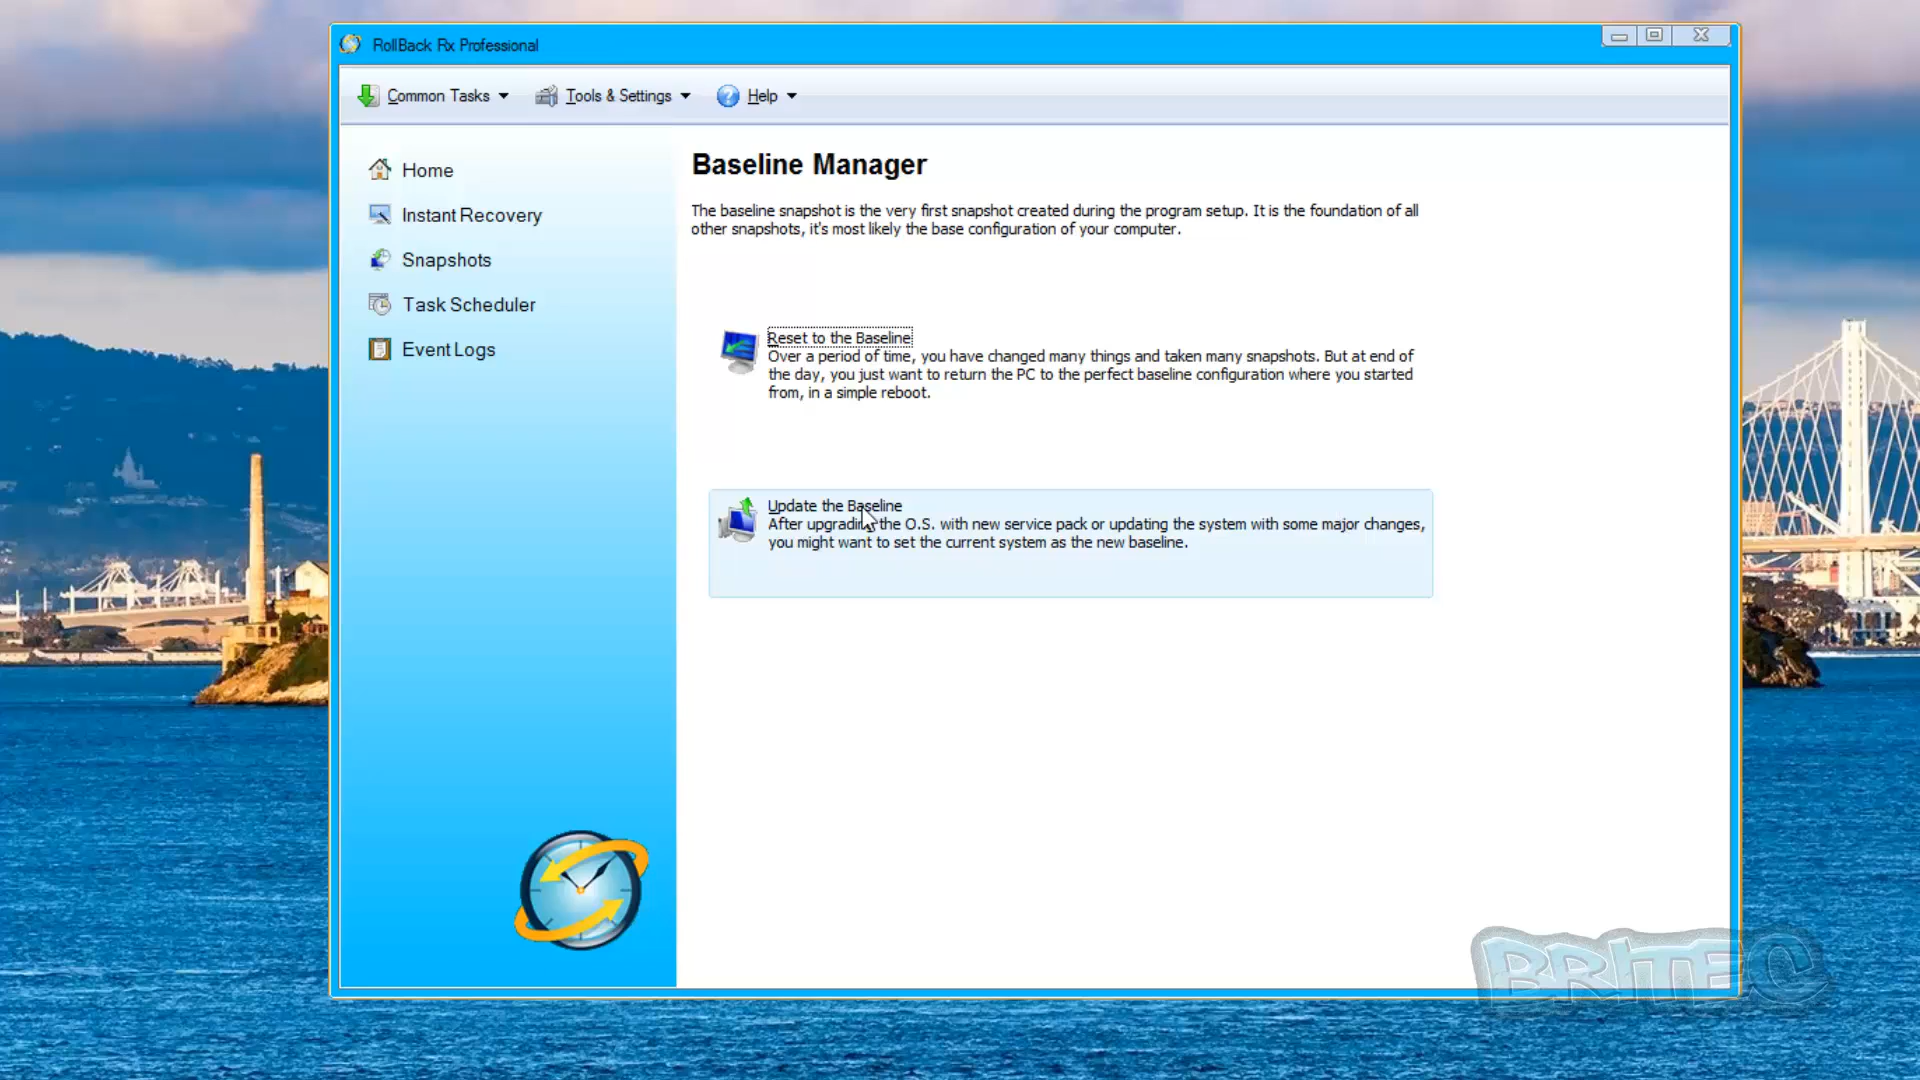 RollBack Rx Professional
Common Tasks
Tools & Settings
Help
Home
Instant Recovery
Snapshots
Task Scheduler
Event Logs
Baseline Manager
The baseline snapshot is the very first snapshot created during the program setup. It is the foundation of all
other snapshots, it's most likely the base configuration of your computer.
Reset to the Baseline
Over a period of time, you have changed many things and taken many snapshots. But at end of
the day, you just want to return the PC to the perfect baseline configuration where you started
from, in a simple reboot.
Update the Baseline
After upgrading the O.S. with new service pack or updating the system with some major changes,
you might want to set the current system as the new baseline.
BRITEC